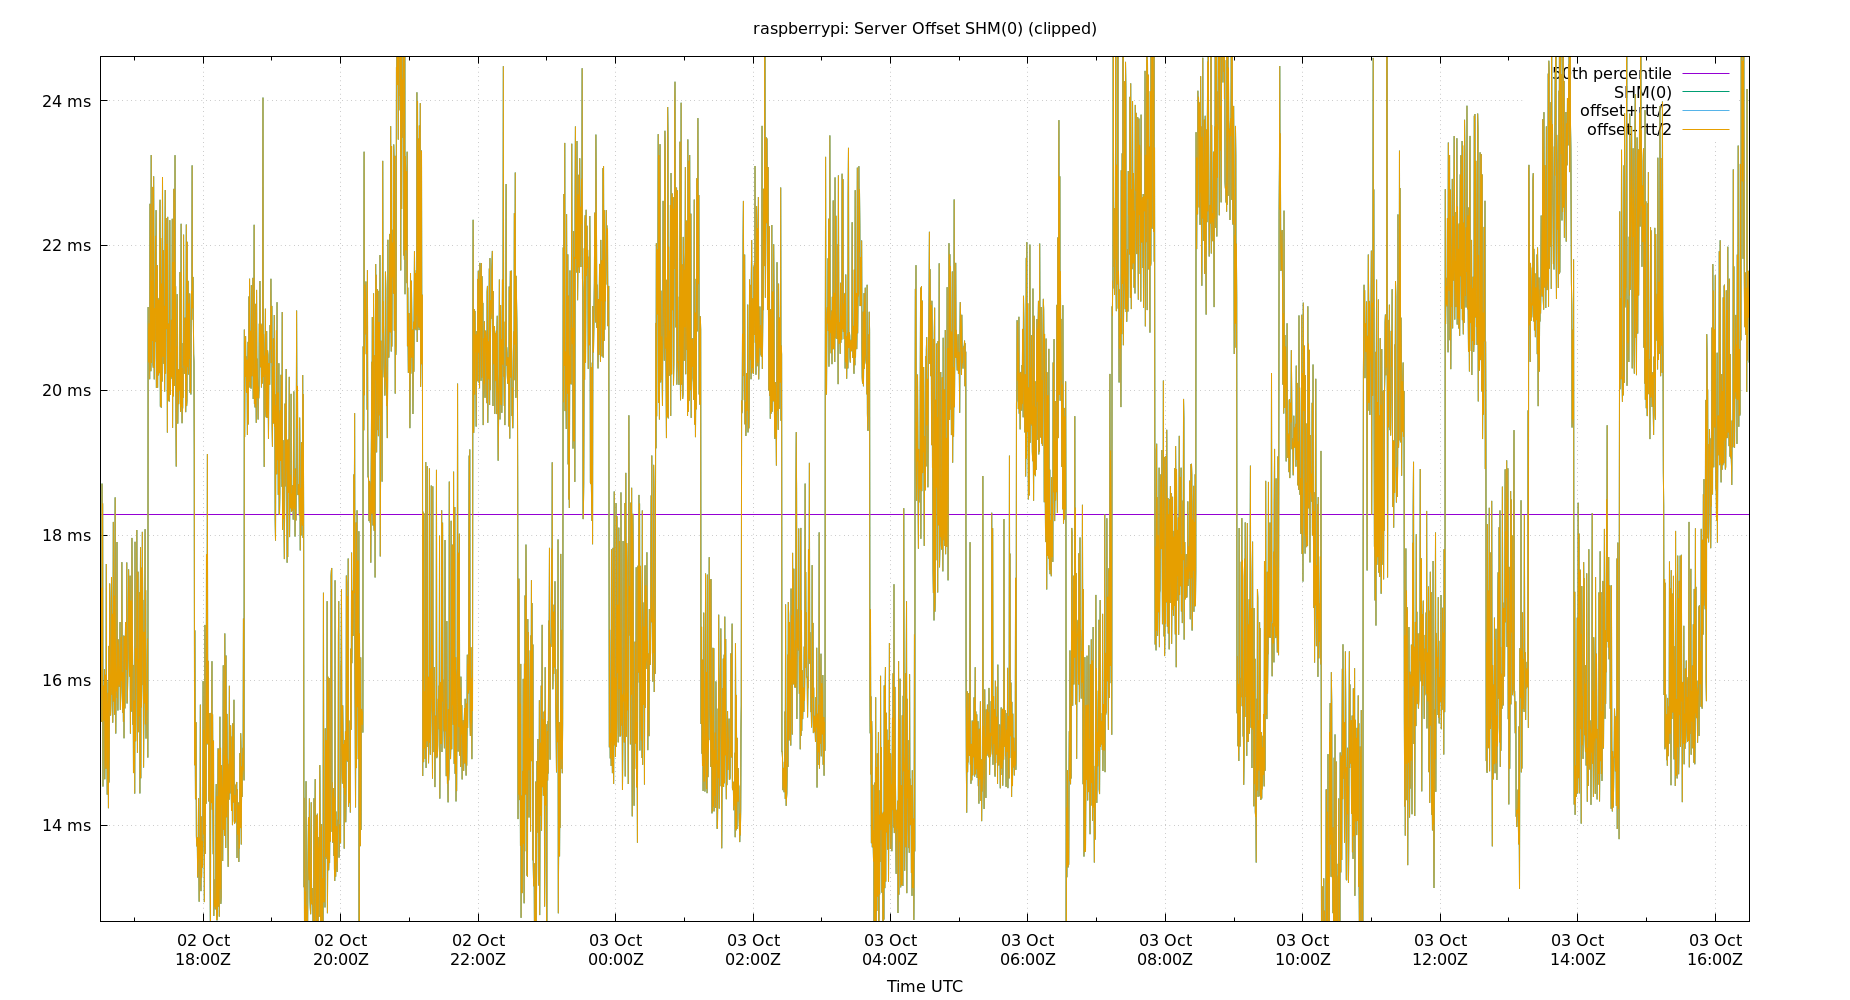 raspberrypi: Server Offset SHM(0) (clipped)
50th percentile
SHM(0)
offset+rtt/2
offset-rtt/2
24 ms
22 ms
20 ms
18 ms
16 ms
14 ms
02 Oct 02 Oct 02 Oct 03 Oct 03 Oct 03 Oct 03 Oct 03 Oct 03 Oct 03 Oct 03 Oct 03 Oct
18:00Z 20:00Z 22:00Z 00:00Z 02:00Z 04:00Z 06:00Z 08:00Z 10:00Z 12:00Z 14:00Z 16:00Z
Time UTC